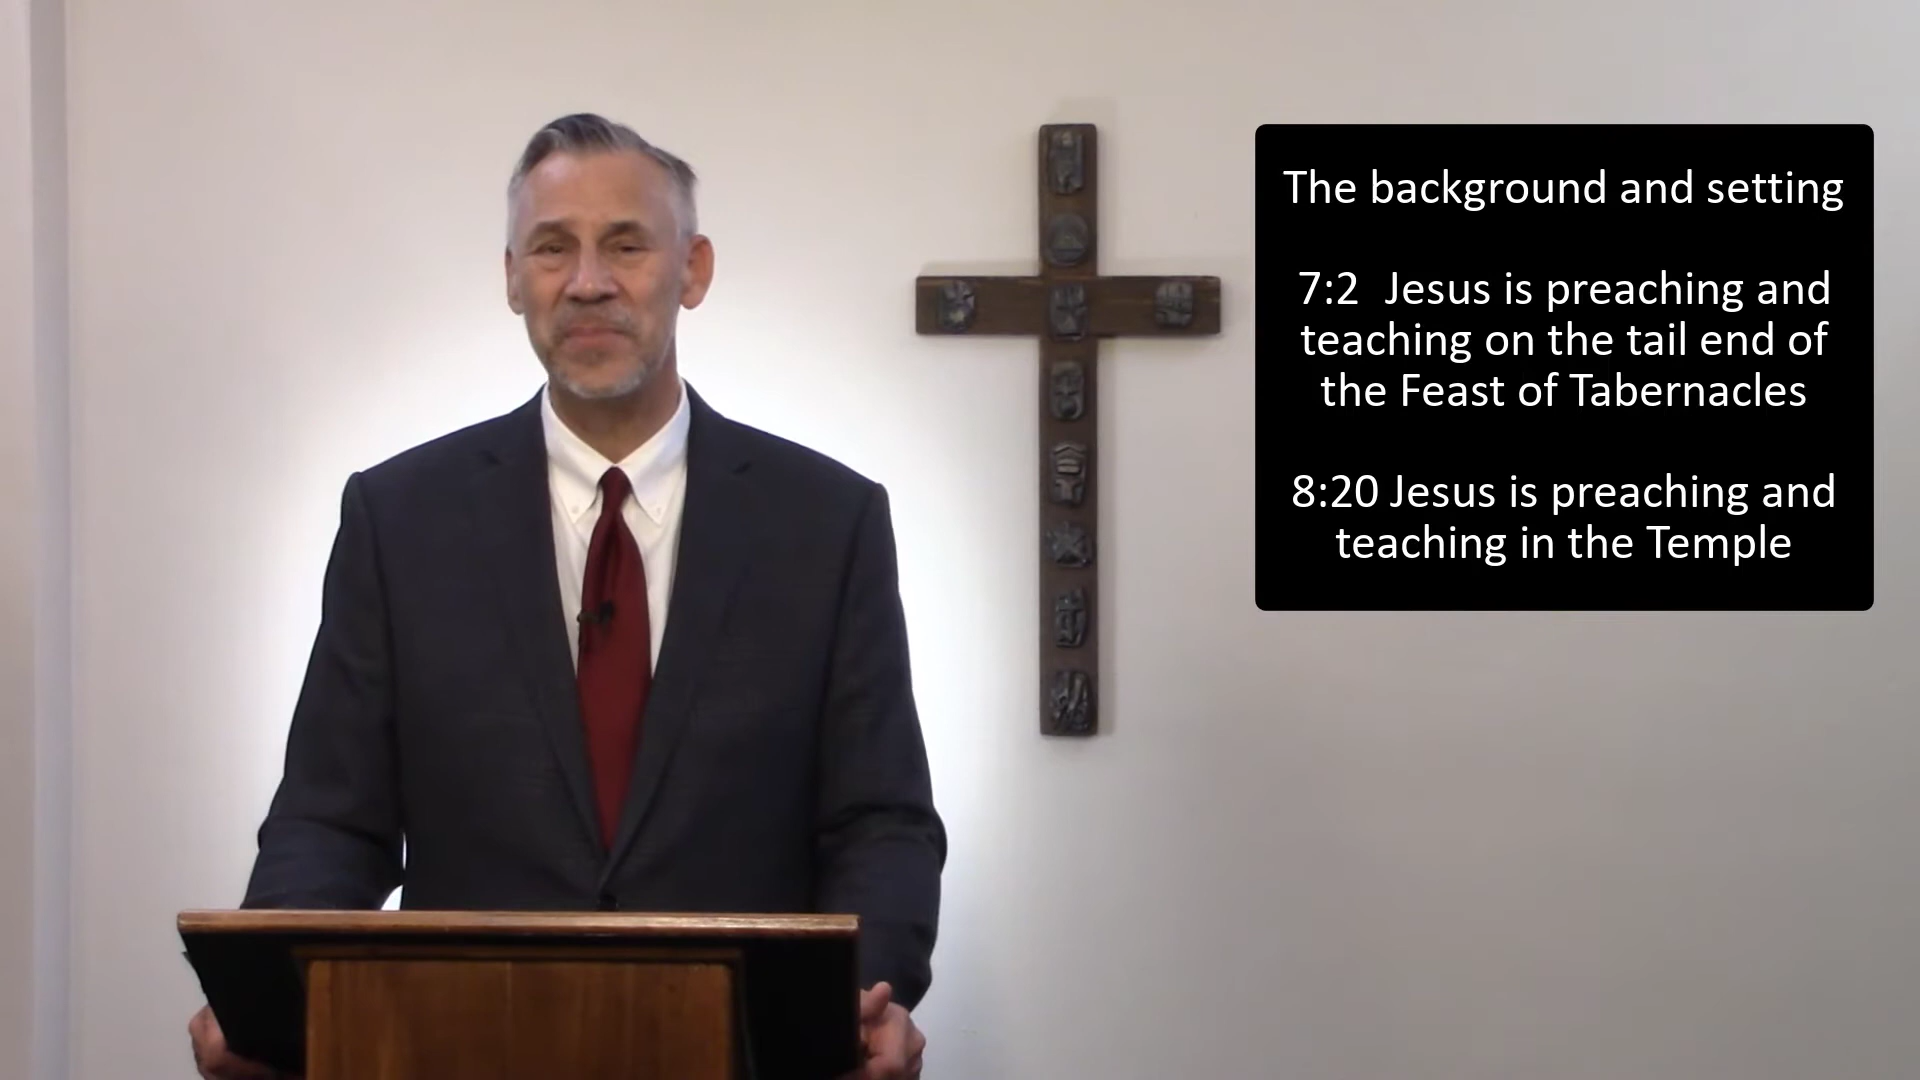 The background and setting
7:2 Jesus is preaching and
teaching on the tail end of
the Feast of Tabernacles
8:20 Jesus is preaching and
teaching in the Temple